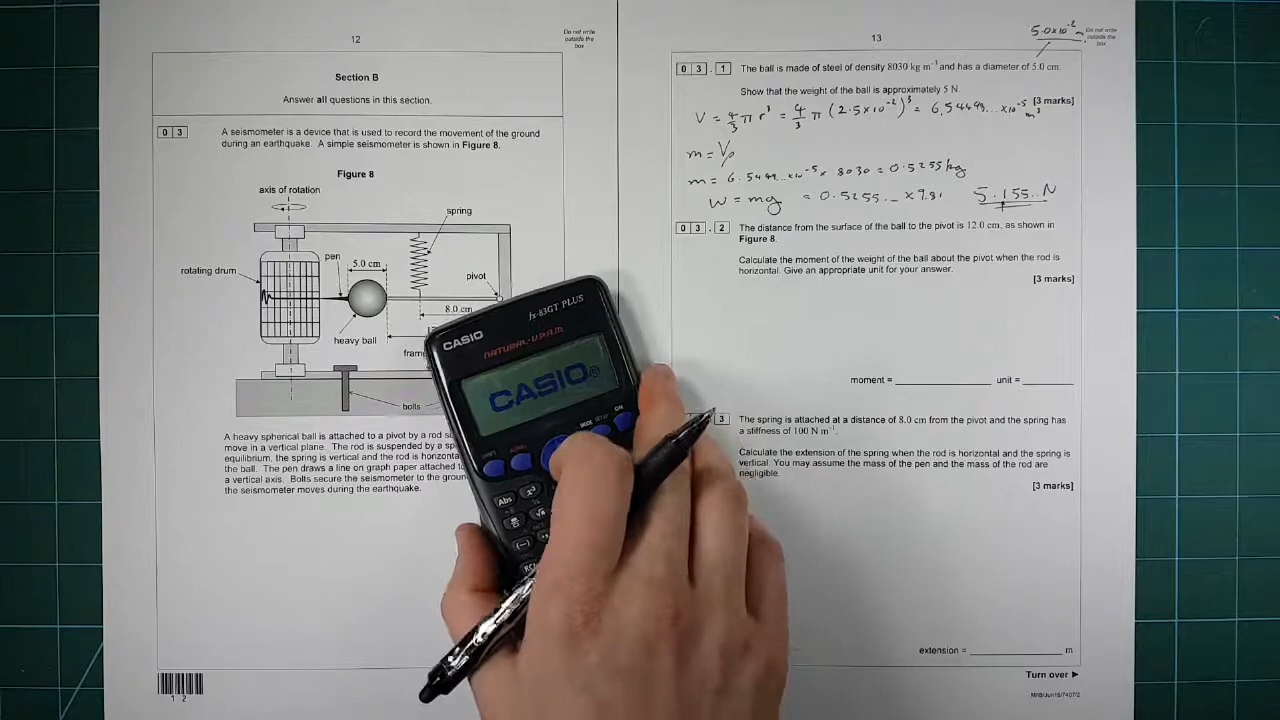 12
Do not write
outside the
box
Section B
Answer all questions in this section.
0 3
A seismometer is a device that is used to record the movement of the ground
during an earthquake. A simple seismometer is shown in Figure 8.
Figure 8
axis of rotation
spring
rotating drum
pen
5.0 cm
pivot
8.0 cm
heavy ball
bolts
A heavy spherical ball is attached to a pivot by a rod
move in a vertical plane. The rod is suspended by a
equilibrium, the spring is vertical and the rod is
the ball. The pen draws a line on graph paper attached
a vertical axis. Bolts secure the seismometer to the
the seismometer moves during the earthquake.
1 2
13
5.0×10⁻² m
Do not write
outside the
box
0 3 . 1
The ball is made of steel of density 8030 kg m⁻³ and has a diameter of 5.0 cm.
Show that the weight of the ball is approximately 5 N.
[3 marks]
V = 4/3 π r³ = 4/3 π (2.5×10⁻²)³ = 6.54499... ×10⁻⁵ m³
m = Vρ
m = 6.5499...×10⁻⁵ × 8030 = 0.5255 kg
W = mg = 0.5255... × 9.81 5.155.. N
0 3 . 2
The distance from the surface of the ball to the pivot is 12.0 cm, as shown in
Figure 8.
Calculate the moment of the weight of the ball about the pivot when the rod is
horizontal. Give an appropriate unit for your answer.
[3 marks]
moment = unit =
3
The spring is attached at a distance of 8.0 cm from the pivot and the spring has
a stiffness of 100 N m⁻¹.
Calculate the extension of the spring when the rod is horizontal and the spring is
vertical. You may assume the mass of the pen and the mass of the rod are
negligible.
[3 marks]
extension = m
Turn over ▶
M/IB/Jun16/7407/2
CASIO
fx-83GT PLUS
NATURAL-V.P.A.M.
CASIO®
SHIFT
ALPHA
MODE SETUP
ON
Abs
x³
(−)